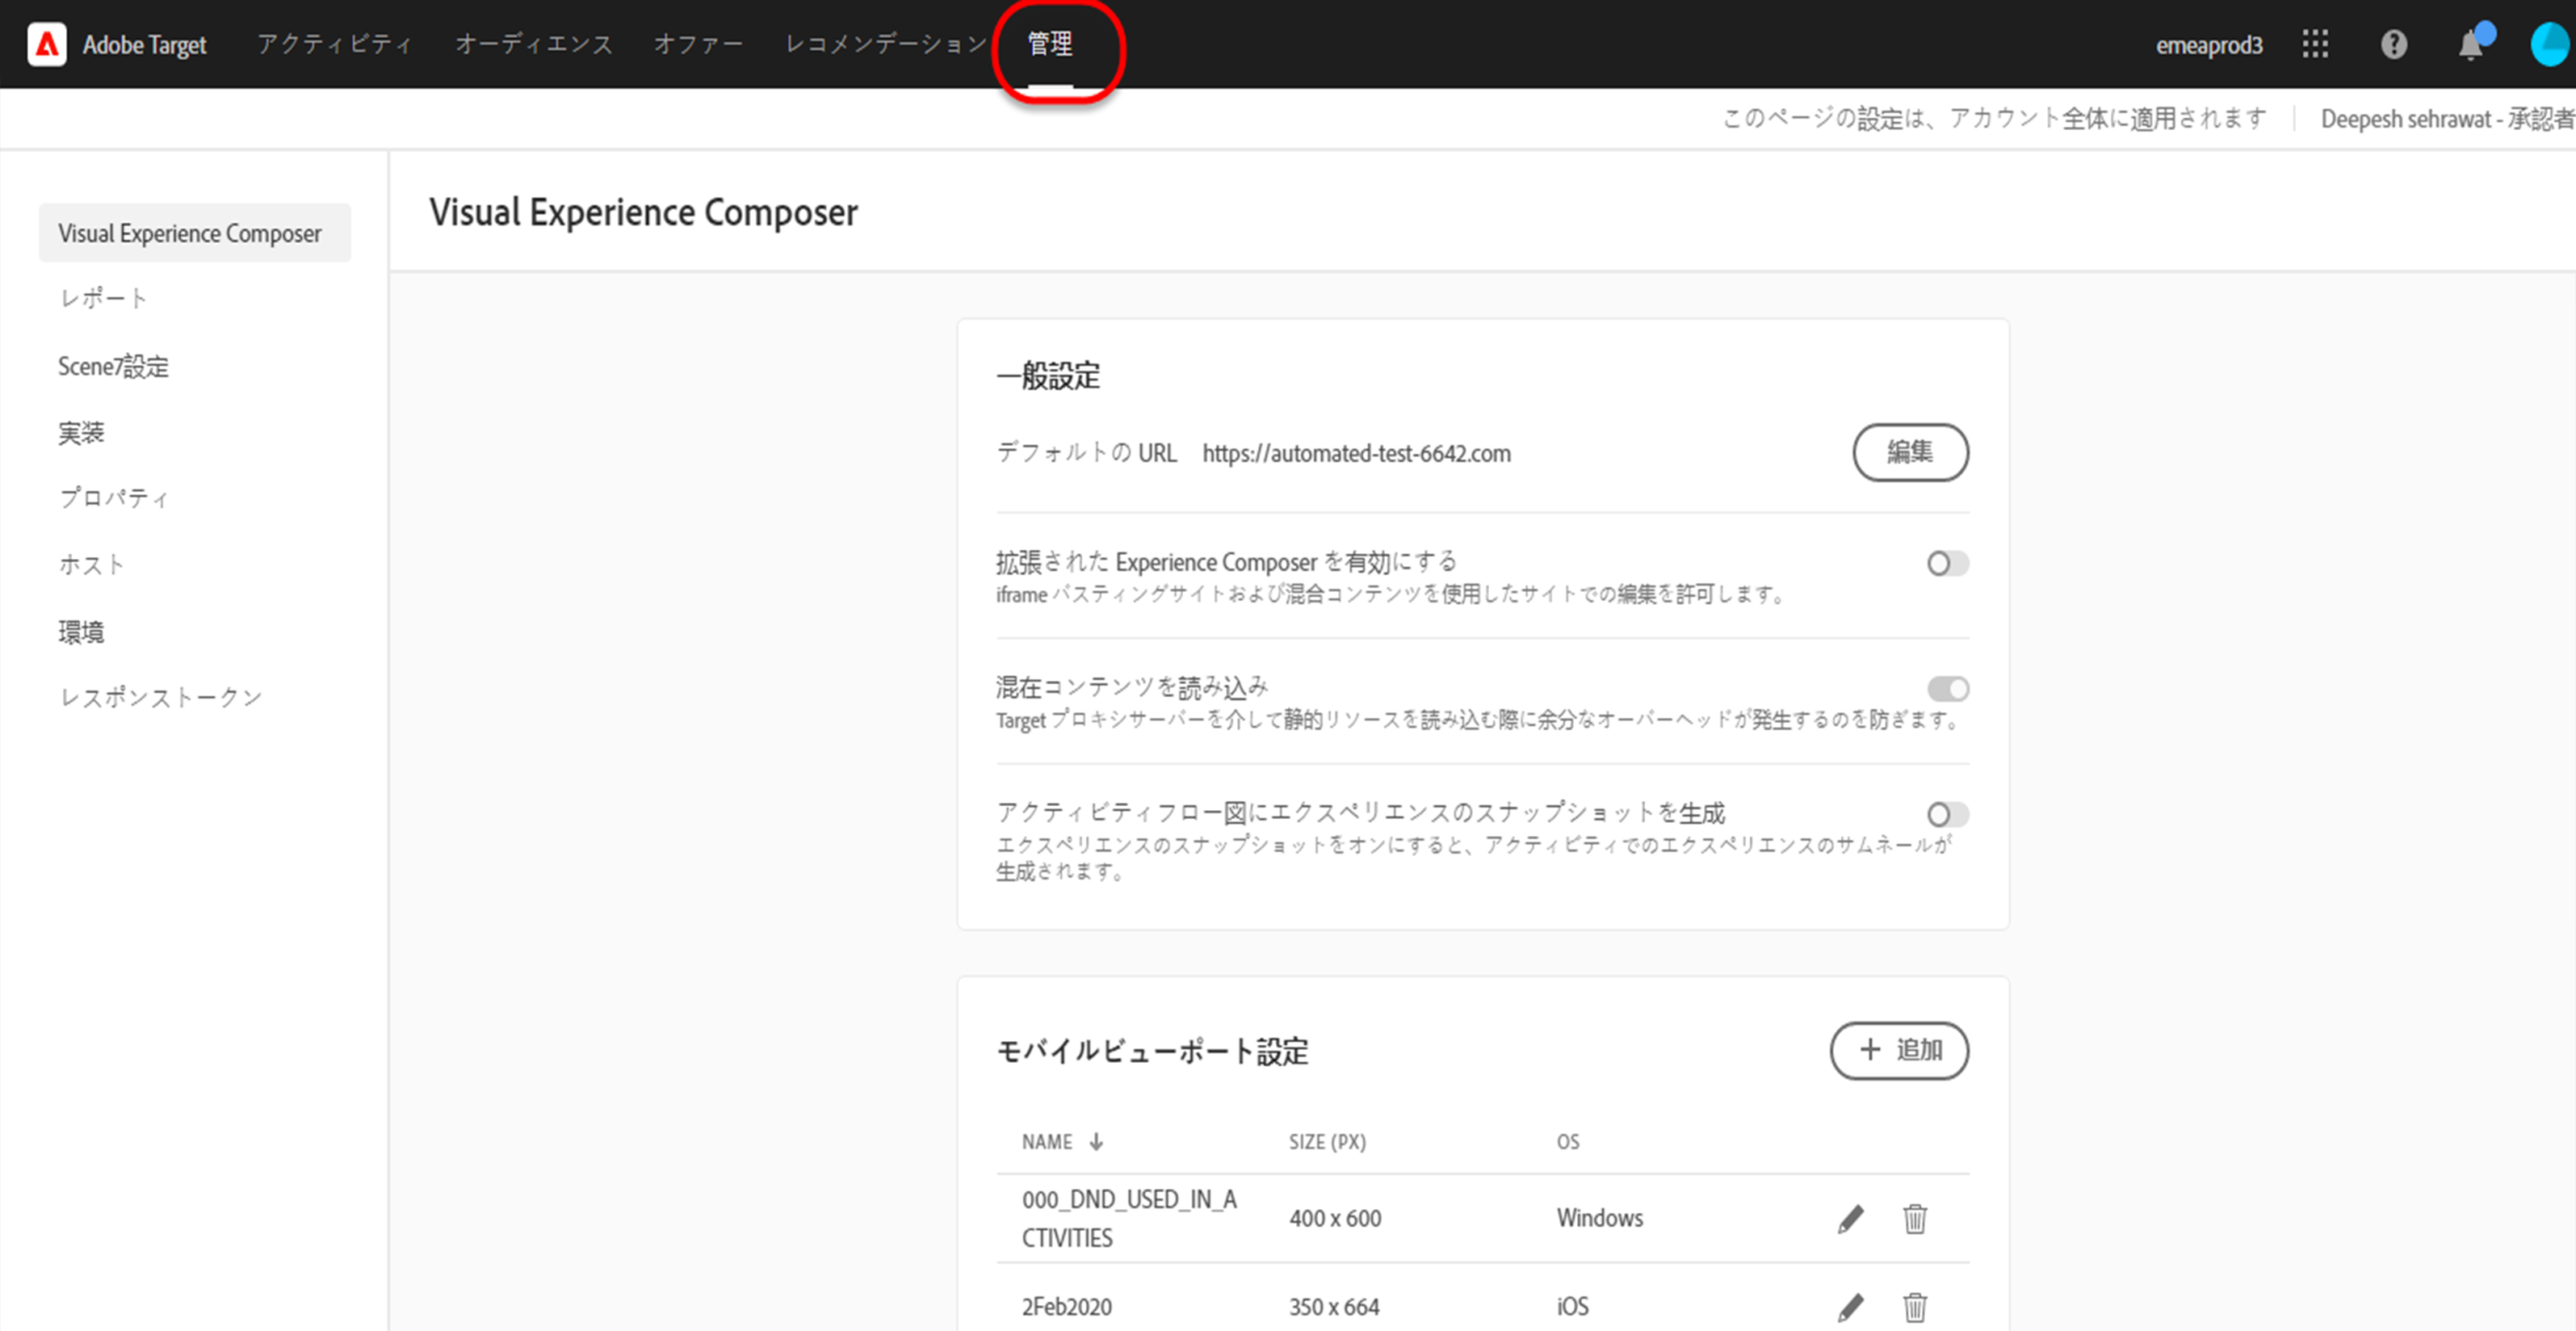 Adobe Target アクティビティ オーディエンス オファー レコメンデーション 管理 emeaprod3
このページの設定は、アカウント全体に適用されます Deepesh sehrawat - 承認者
Visual Experience Composer
レポート
Scene7設定
実装
プロパティ
ホスト
環境
レスポンストークン
Visual Experience Composer
一般設定
デフォルトの URL https://automated-test-6642.com 編集
拡張された Experience Composer を有効にする
iframe バスティングサイトおよび混合コンテンツを使用したサイトでの編集を許可します。
混在コンテンツを読み込み
Target プロキシサーバーを介して静的リソースを読み込む際に余分なオーバーヘッドが発生するのを防ぎます。
アクティビティフロー図にエクスペリエンスのスナップショットを生成
エクスペリエンスのスナップショットをオンにすると、アクティビティでのエクスペリエンスのサムネールが
生成されます。
モバイルビューポート設定 + 追加
NAME ↓ SIZE (PX) OS
000_DND_USED_IN_A
CTIVITIES 400 x 600 Windows
2Feb2020 350 x 664 iOS